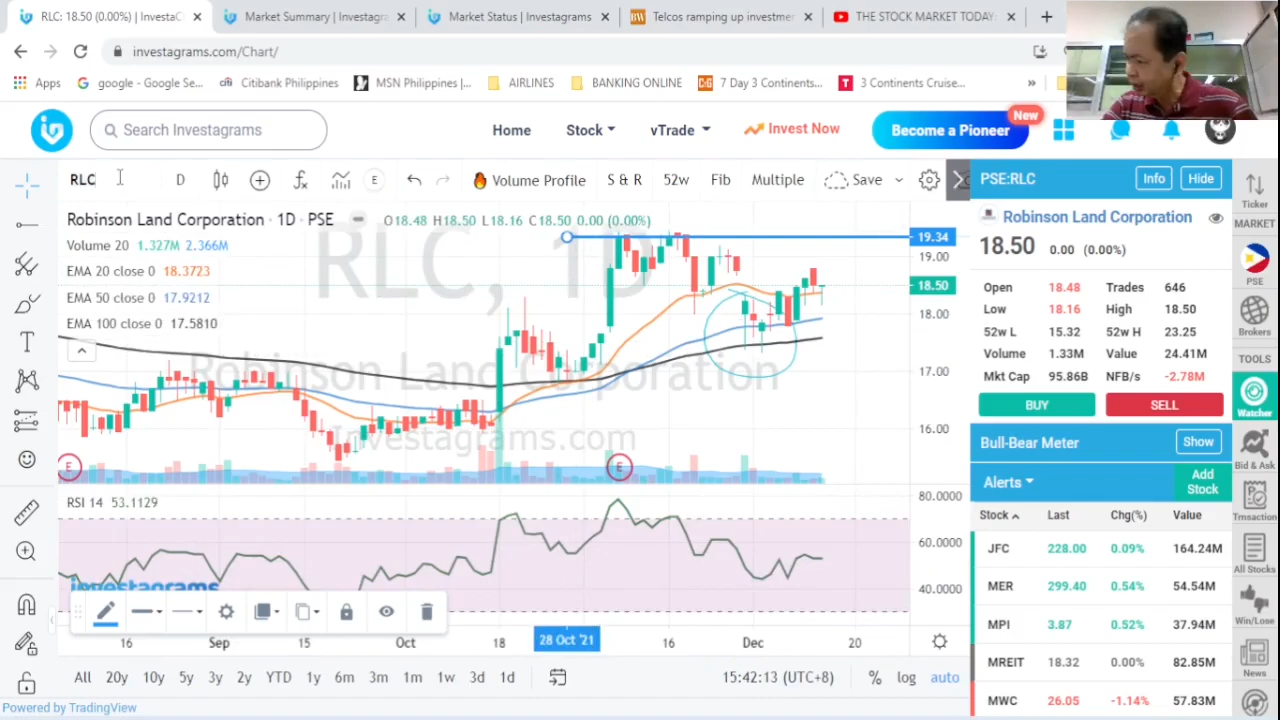 RLC: 18.50 (0.00%) | InvestaC
Market Summary | Instagra
Market Status | Investagrams
Telcos ramping up investmen
THE STOCK MARKET TODAY:
investagrams.com/Chart/
Apps
google - Google Se...
Citibank Philippines
MSN Philippines |...
AIRLINES
BANKING ONLINE
7 Day 3 Continents...
3 Continents Cruise...
»
Search Investagrams
Home
Stock
vTrade
Invest Now
Become a Pioneer
New
RLC
D
E
Volume Profile
S & R
52w
Fib
Multiple
Save
Robinson Land Corporation · 1D · PSE
O18.48 H18.50 L18.16 C18.50 0.00 (0.00%)
Volume 20 1.327M 2.366M
EMA 20 close 0 18.3723
EMA 50 close 0 17.9212
EMA 100 close 0 17.5810
RLC, 1D
Robinson Land Corporation
Investagrams.com
19.34
19.00
18.50
18.00
17.00
16.00
E
E
RSI 14 53.1129
80.0000
60.0000
40.0000
investagrams
16
Sep
15
Oct
18
28 Oct '21
16
Dec
20
All
20y
10y
5y
3y
2y
YTD
1y
6m
3m
1m
1w
3d
1d
15:42:13 (UTC+8)
%
log
auto
Powered by TradingView
PSE:RLC
Info
Hide
Robinson Land Corporation
18.50 0.00 (0.00%)
Open 18.48 Trades 646
Low 18.16 High 18.50
52w L 15.32 52w H 23.25
Volume 1.33M Value 24.41M
Mkt Cap 95.86B NFB/s -2.78M
BUY
SELL
Bull-Bear Meter
Show
Alerts
Add
Stock
Stock Last Chg(%) Value
JFC 228.00 0.09% 164.24M
MER 299.40 0.54% 54.54M
MPI 3.87 0.52% 37.94M
MREIT 18.32 0.00% 82.85M
MWC 26.05 -1.14% 57.83M
Ticker
MARKET
PSE
Brokers
TOOLS
Watcher
Bid & Ask
Trnsaction
All Stocks
Win/Lose
News